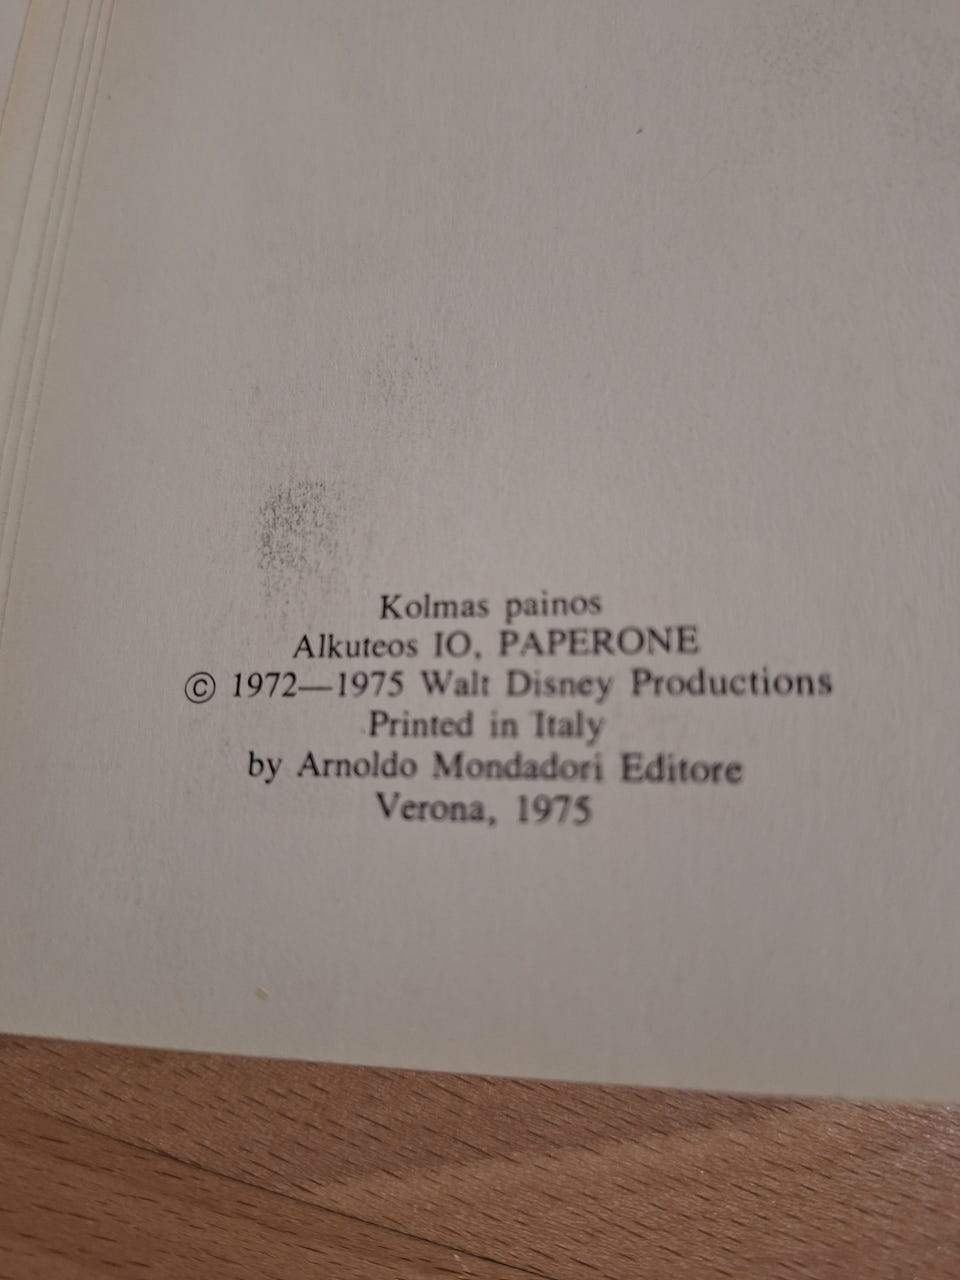 Kolmas painos
Alkuteos IO, PAPERONE
© 1972—1975 Walt Disney Productions
Printed in Italy
by Arnoldo Mondadori Editore
Verona, 1975